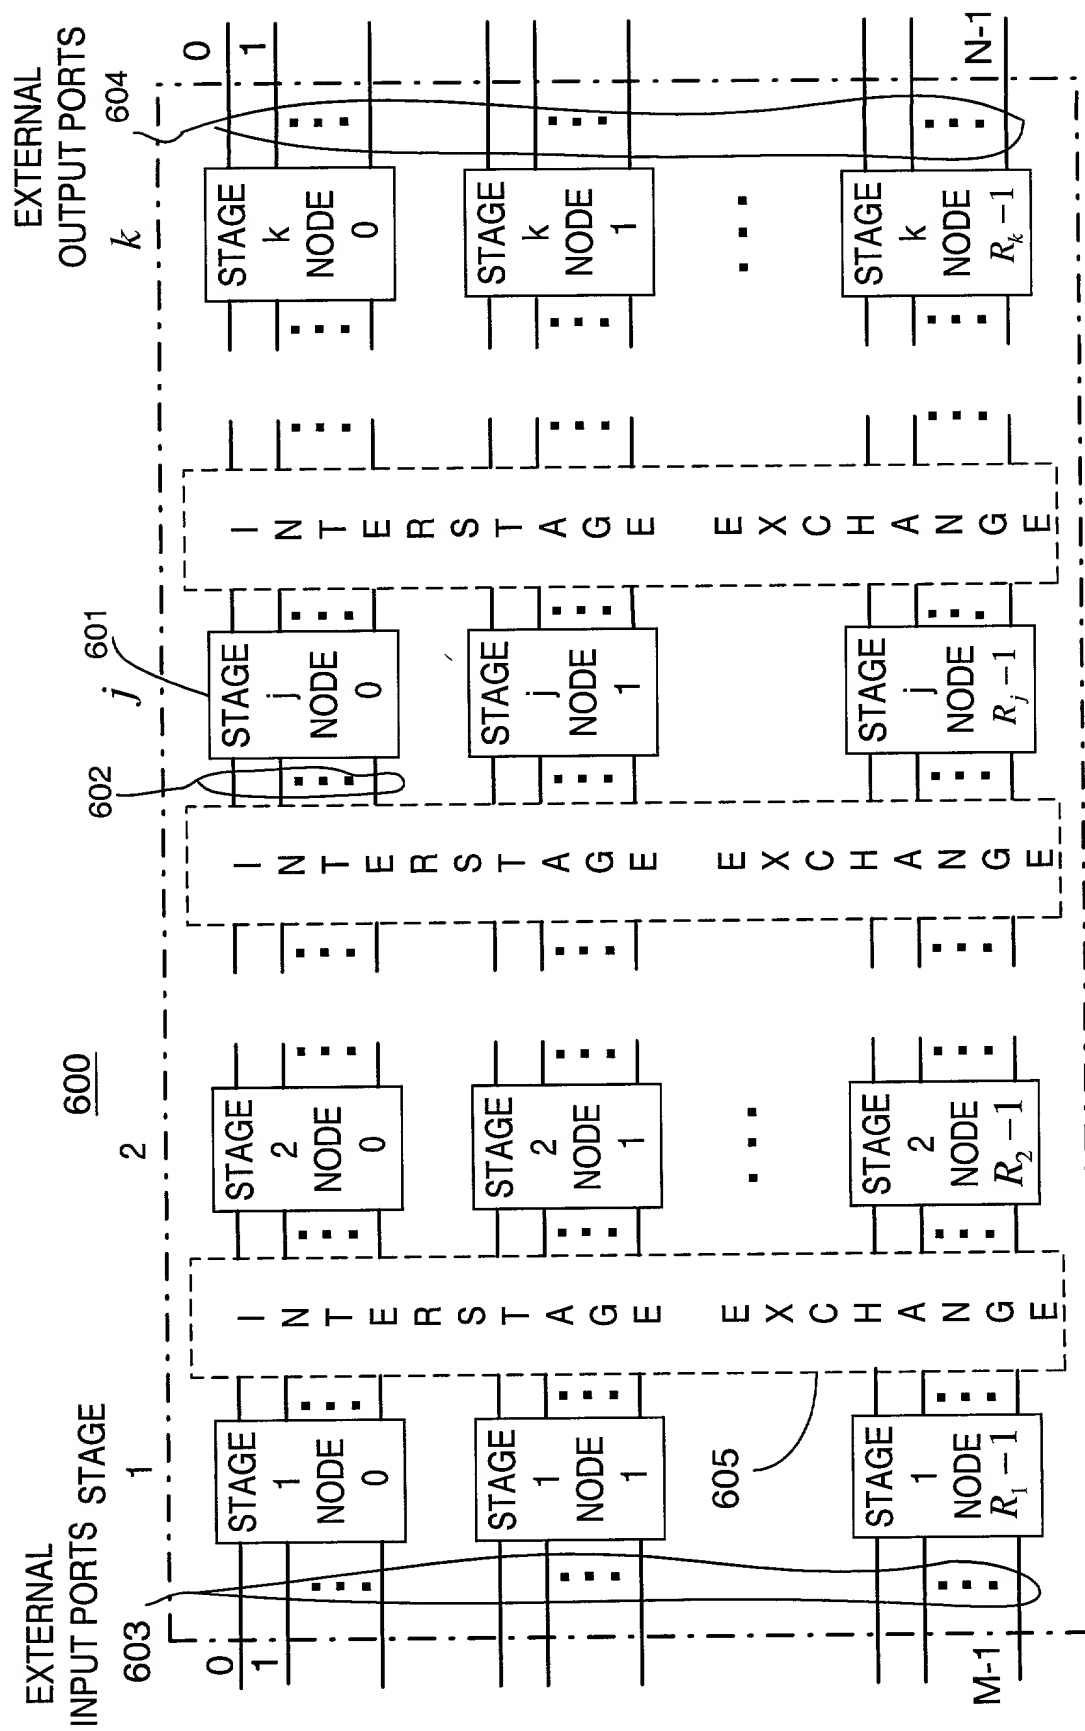 600
EXTERNAL
INPUT PORTS
603
STAGE
1
2
j
k
EXTERNAL
OUTPUT PORTS
604
601
602
605
0
1
M-1
0
1
N-1
STAGE
1
NODE
0
STAGE
1
NODE
1
STAGE
1
NODE
R₁-1
INTERSTAGE EXCHANGE
STAGE
2
NODE
0
STAGE
2
NODE
1
STAGE
2
NODE
R₂-1
INTERSTAGE EXCHANGE
STAGE
j
NODE
0
STAGE
j
NODE
1
STAGE
j
NODE
Rⱼ-1
INTERSTAGE EXCHANGE
STAGE
k
NODE
0
STAGE
k
NODE
1
STAGE
k
NODE
Rₖ-1